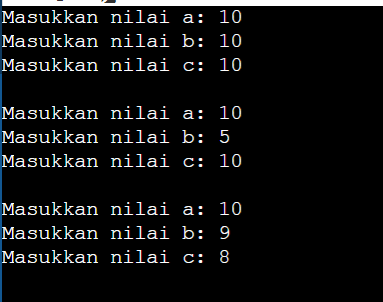 Masukkan nilai a: 10
Masukkan nilai b: 10
Masukkan nilai c: 10
Masukkan nilai a: 10
Masukkan nilai b: 5
Masukkan nilai c: 10
Masukkan nilai a: 10
Masukkan nilai b: 9
Masukkan nilai c: 8